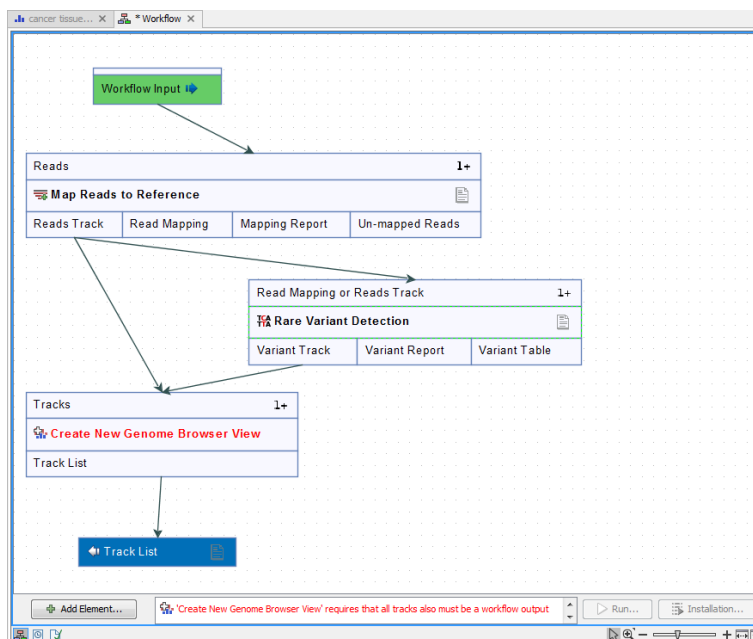 cancer tissue... * Workflow
Workflow Input
Reads 1+
Map Reads to Reference
Reads Track Read Mapping Mapping Report Un-mapped Reads
Read Mapping or Reads Track 1+
Rare Variant Detection
Variant Track Variant Report Variant Table
Tracks 1+
Create New Genome Browser View
Track List
Track List
Add Element... 'Create New Genome Browser View' requires that all tracks also must be a workflow output Run... Installation...